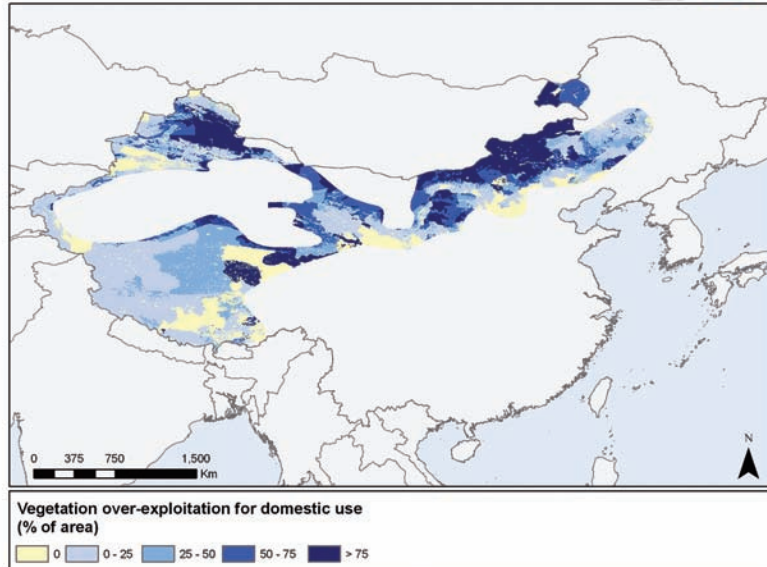 0 375 750 1,500
Km
N
Vegetation over-exploitation for domestic use
(% of area)
0 0 - 25 25 - 50 50 - 75 > 75